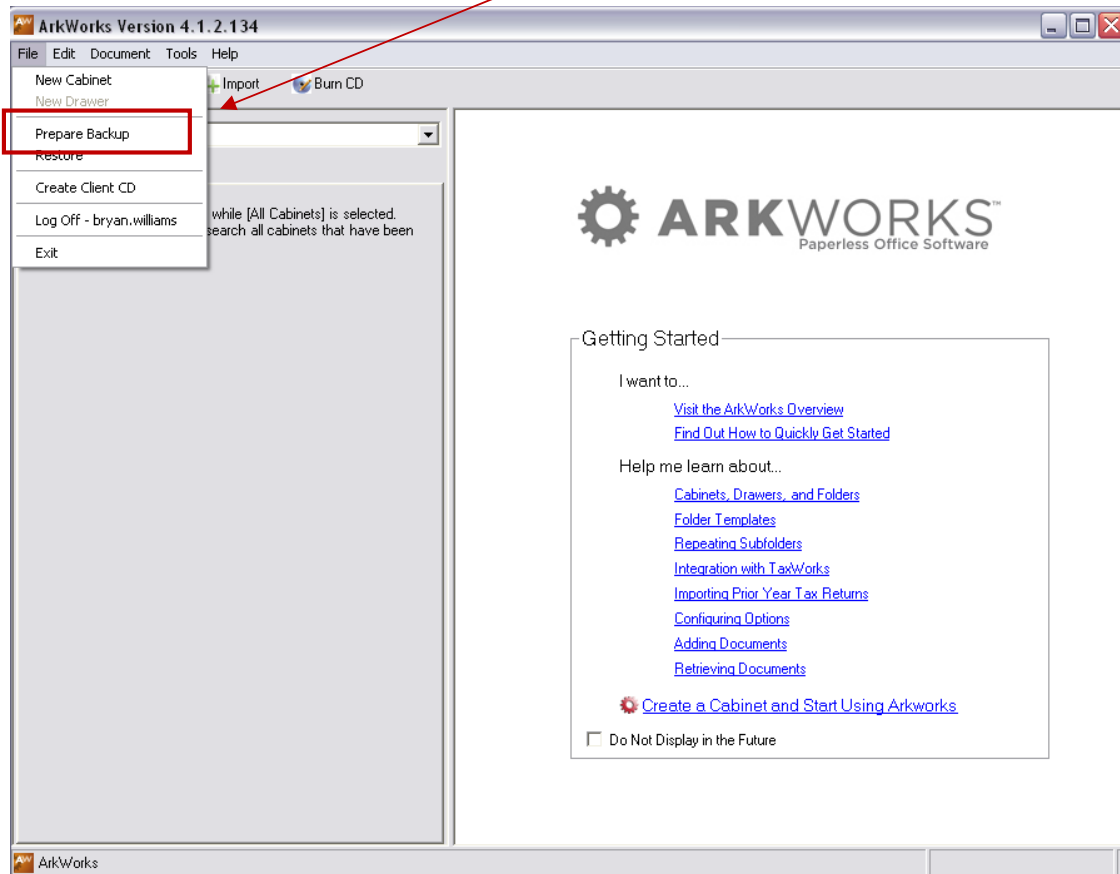 ArkWorks Version 4.1.2.134
File Edit Document Tools Help
New Cabinet
Import Burn CD
New Drawer
Prepare Backup
Restore
Create Client CD
Log Off - bryan.williams
Exit
while [All Cabinets] is selected.
search all cabinets that have been
ARKWORKS™
Paperless Office Software
Getting Started
I want to...
Visit the ArkWorks Overview
Find Out How to Quickly Get Started
Help me learn about...
Cabinets, Drawers, and Folders
Folder Templates
Repeating Subfolders
Integration with TaxWorks
Importing Prior Year Tax Returns
Configuring Options
Adding Documents
Retrieving Documents
Create a Cabinet and Start Using Arkworks
Do Not Display in the Future
AW ArkWorks